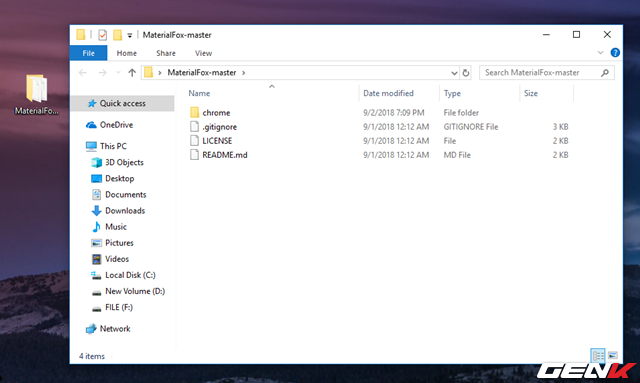 MaterialFox-master
File
Home
Share
View
MaterialFox-master
Search MaterialFox-master
MaterialFo...
Quick access
OneDrive
This PC
3D Objects
Desktop
Documents
Downloads
Music
Pictures
Videos
Local Disk (C:)
New Volume (D:)
FILE (F:)
Network
Name Date modified Type Size
chrome 9/2/2018 7:09 PM File folder
.gitignore 9/1/2018 12:12 AM GITIGNORE File 3 KB
LICENSE 9/1/2018 12:12 AM File 2 KB
README.md 9/1/2018 12:12 AM MD File 2 KB
4 items
GENK